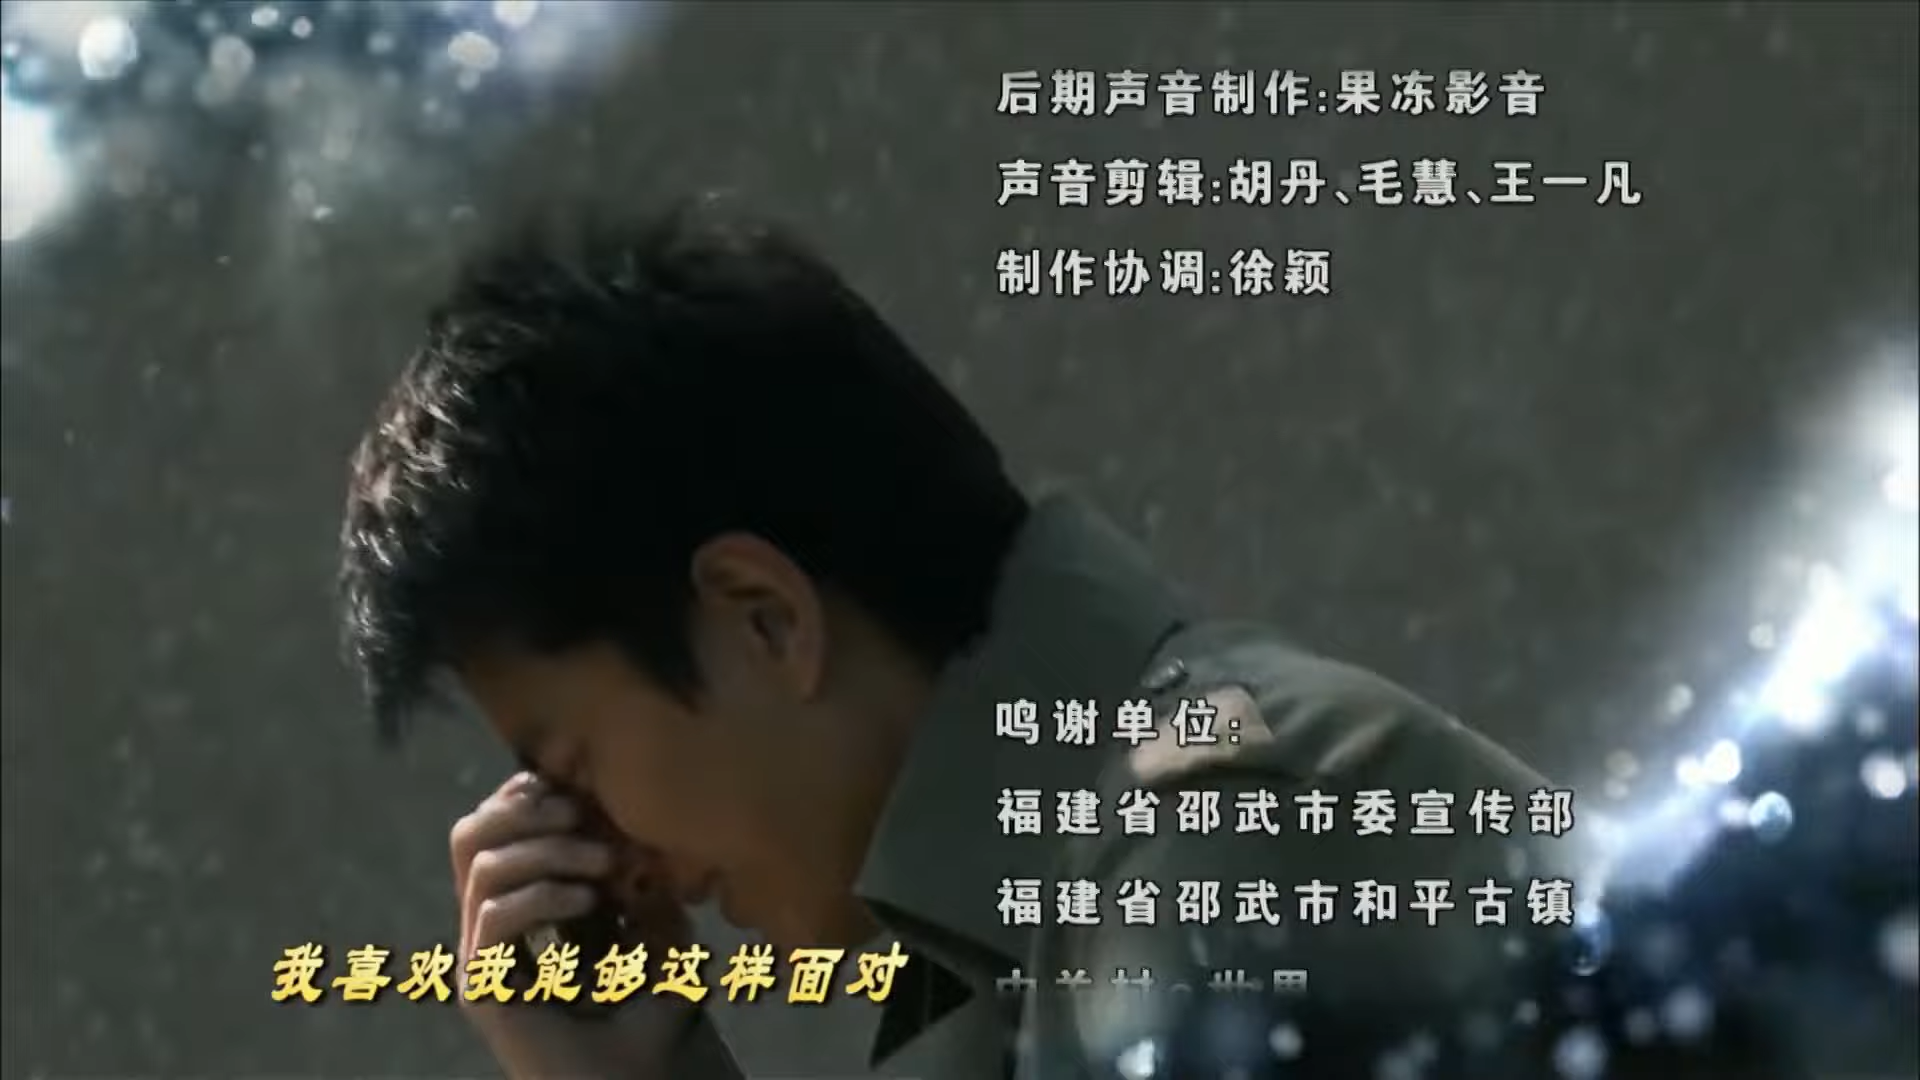 后期声音制作:果冻影音
声音剪辑:胡丹、毛慧、王一凡
制作协调:徐颖
鸣谢单位:
福建省邵武市委宣传部
福建省邵武市和平古镇
我喜欢我能够这样面对